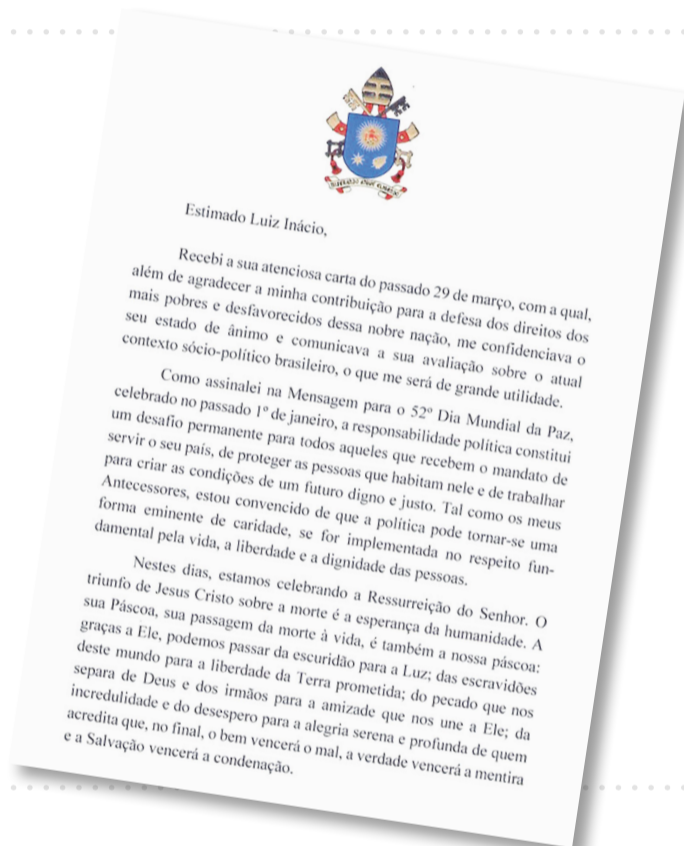 Estimado Luiz Inácio,
Recebi a sua atenciosa carta do passado 29 de março, com a qual,
além de agradecer a minha contribuição para a defesa dos direitos dos
mais pobres e desfavorecidos dessa nobre nação, me confidenciava o
seu estado de ânimo e comunicava a sua avaliação sobre o atual
contexto sócio-político brasileiro, o que me será de grande utilidade.
Como assinalei na Mensagem para o 52º Dia Mundial da Paz,
celebrado no passado 1º de janeiro, a responsabilidade política constitui
um desafio permanente para todos aqueles que recebem o mandato de
servir o seu país, de proteger as pessoas que habitam nele e de trabalhar
para criar as condições de um futuro digno e justo. Tal como os meus
Antecessores, estou convencido de que a política pode tornar-se uma
forma eminente de caridade, se for implementada no respeito fun-
damental pela vida, a liberdade e a dignidade das pessoas.
Nestes dias, estamos celebrando a Ressurreição do Senhor. O
triunfo de Jesus Cristo sobre a morte é a esperança da humanidade. A
sua Páscoa, sua passagem da morte à vida, é também a nossa páscoa:
graças a Ele, podemos passar da escuridão para a Luz; das escravidões
deste mundo para a liberdade da Terra prometida; do pecado que nos
separa de Deus e dos irmãos para a amizade que nos une a Ele; da
incredulidade e do desespero para a alegria serena e profunda de quem
acredita que, no final, o bem vencerá o mal, a verdade vencerá a mentira
e a Salvação vencerá a condenação.